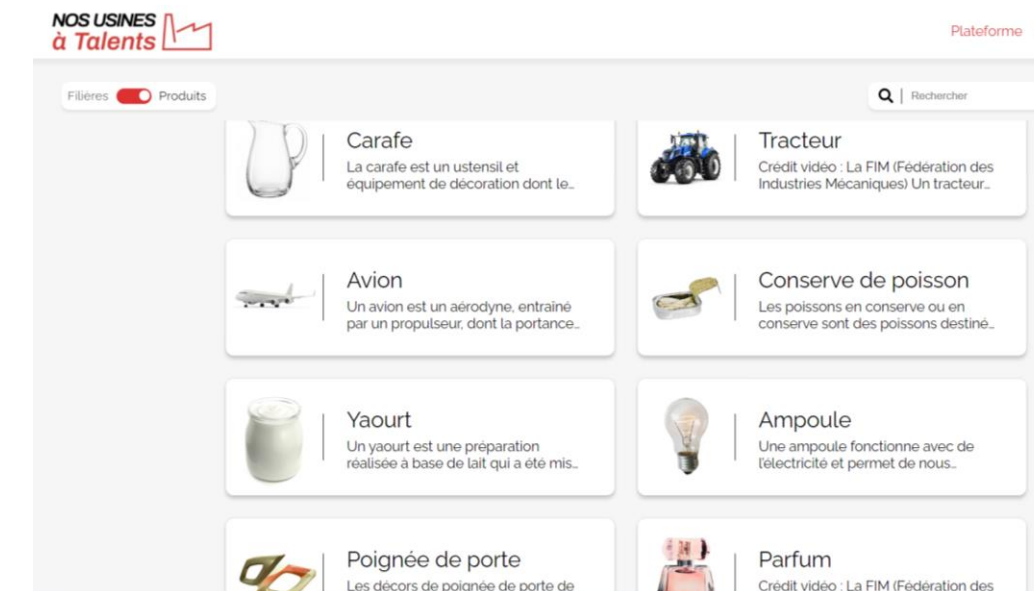 NOS USINES
à Talents
Plateforme
Filières Produits
Rechercher
Carafe
La carafe est un ustensil et
équipement de décoration dont le...
Tracteur
Crédit vidéo : La FIM (Fédération des
Industries Mécaniques) Un tracteur...
Avion
Un avion est un aérodyne, entraîné
par un propulseur, dont la portance...
Conserve de poisson
Les poissons en conserve ou en
conserve sont des poissons destiné...
Yaourt
Un yaourt est une préparation
réalisée à base de lait qui a été mis...
Ampoule
Une ampoule fonctionne avec de
l'électricité et permet de nous...
Poignée de porte
Les décors de poignée de porte de
Parfum
Crédit vidéo : La FIM (Fédération des